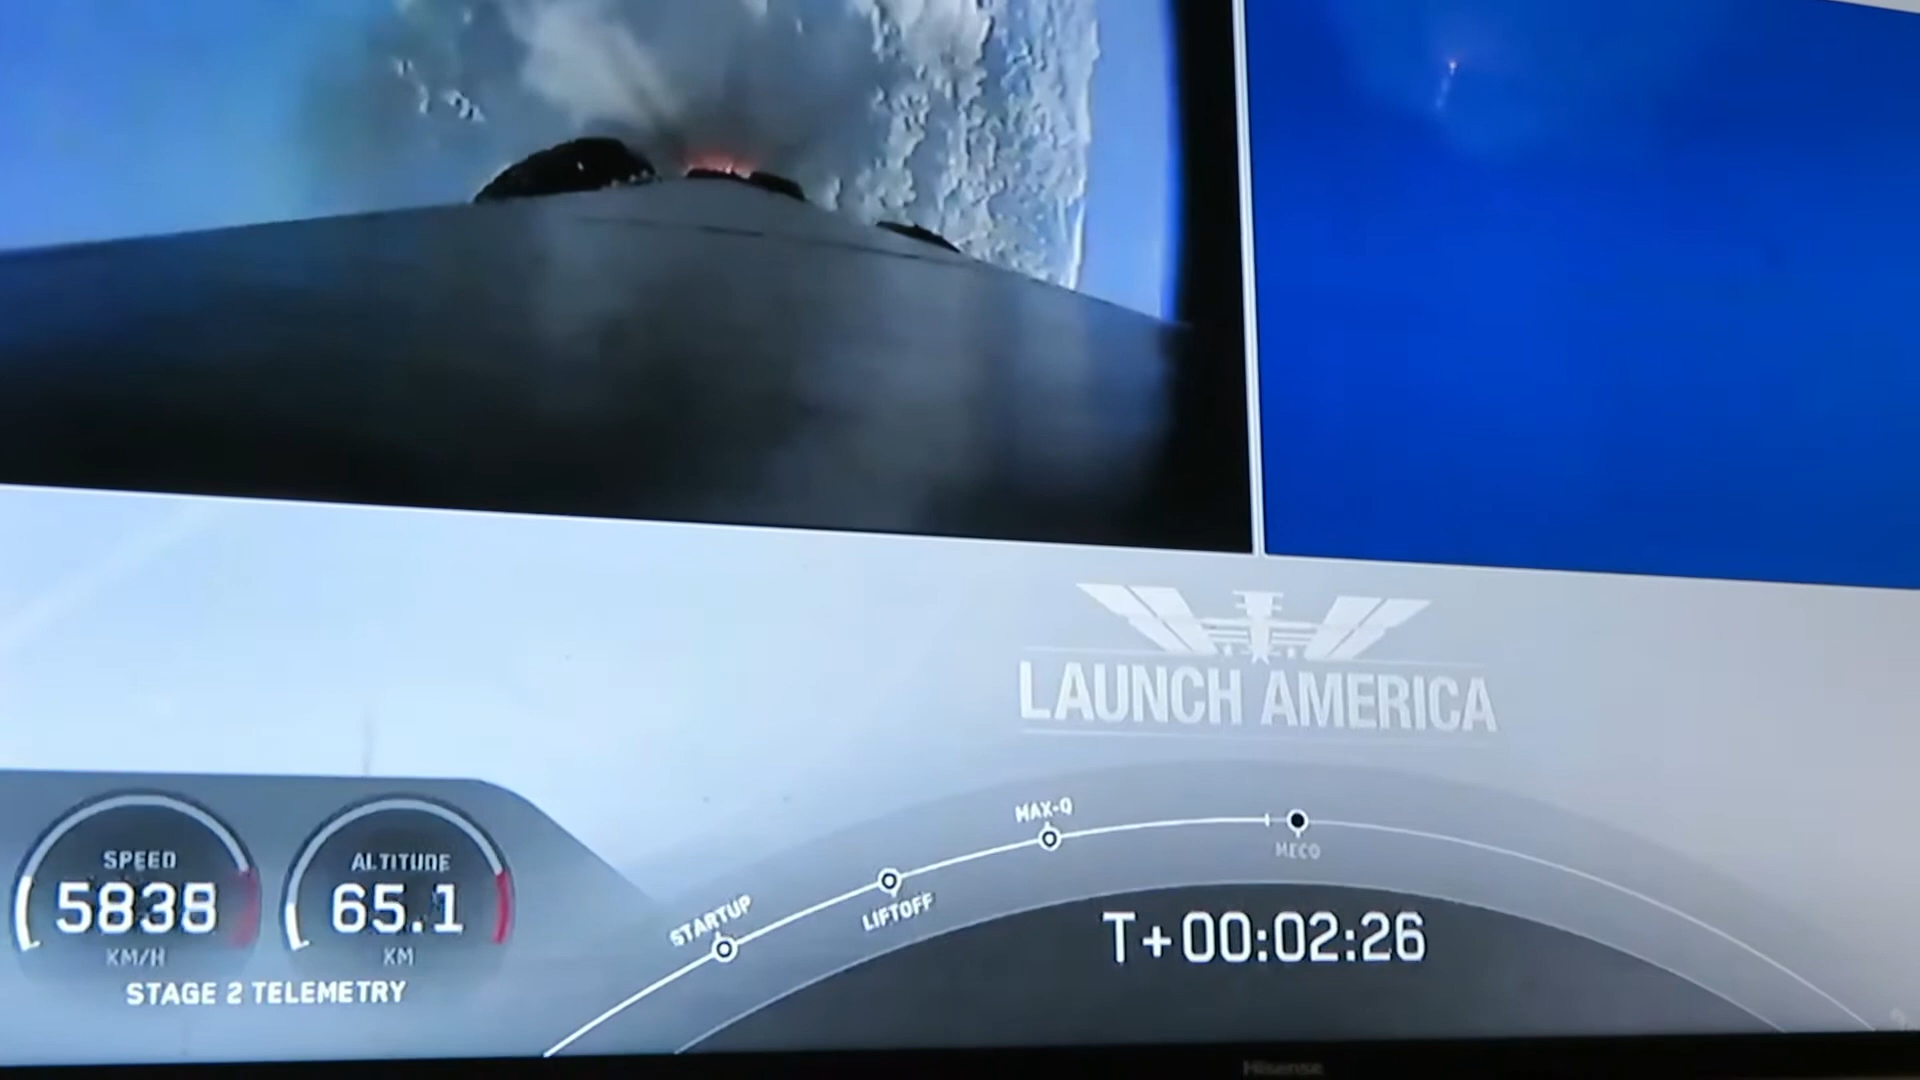 LAUNCH AMERICA
MAX-Q
MECO
STARTUP
LIFTOFF
T+00:02:26
SPEED
5838
KM/H
ALTITUDE
65.1
KM
STAGE 2 TELEMETRY
Hisense